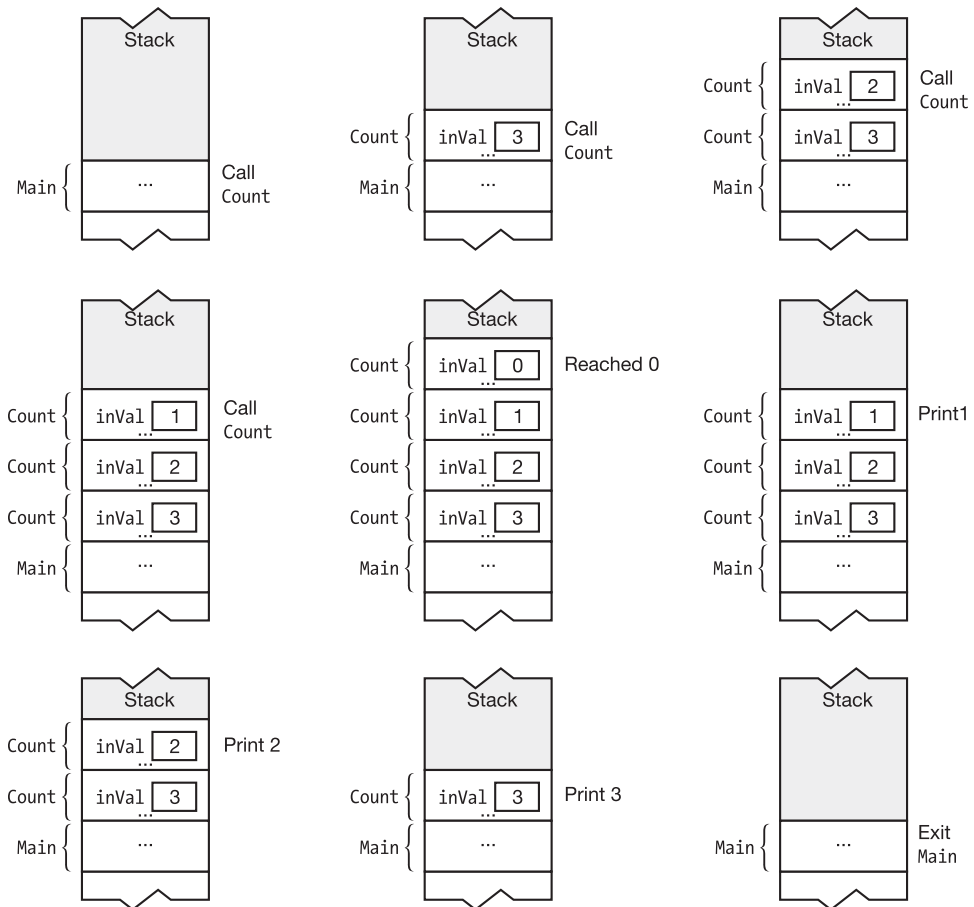 Stack
Main
...
Call
Count
Stack
Count
inVal 3
...
Call
Count
Main
...
Stack
Count
inVal 2
...
Call
Count
Count
inVal 3
...
Main
...
Stack
Count
inVal 1
...
Call
Count
Count
inVal 2
...
Count
inVal 3
...
Main
...
Stack
Count
inVal 0
...
Reached 0
Count
inVal 1
...
Count
inVal 2
...
Count
inVal 3
...
Main
...
Stack
Count
inVal 1
...
Print1
Count
inVal 2
...
Count
inVal 3
...
Main
...
Stack
Count
inVal 2
...
Print 2
Count
inVal 3
...
Main
...
Stack
Count
inVal 3
...
Print 3
Main
...
Stack
Main
...
Exit
Main